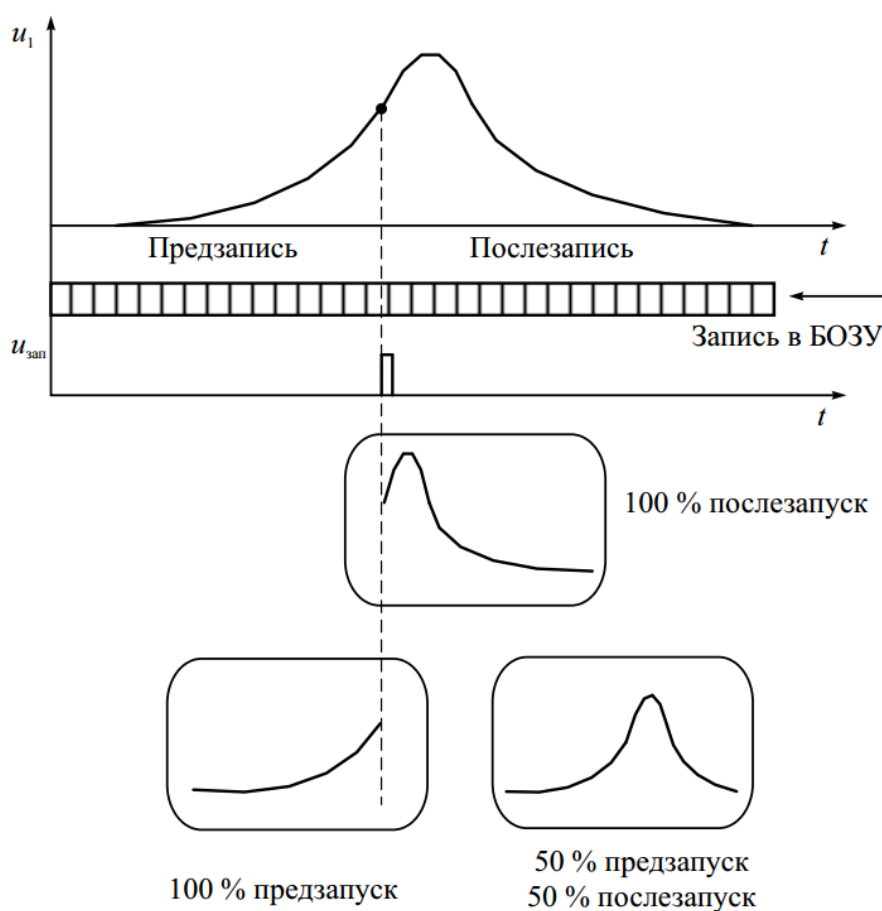 u₁
Предзапись
Послезапись
t
Запись в БОЗУ
uзап
t
100 % послезапуск
100 % предзапуск
50 % предзапуск
50 % послезапуск